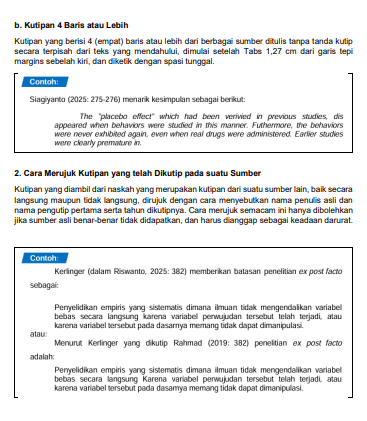 b. Kutipan 4 Baris atau Lebih
Kutipan yang berisi 4 (empat) baris atau lebih dari berbagai sumber ditulis tanpa tanda kutip
secara terpisah dari teks yang mendahului, dimulai setelah Tabs 1,27 cm dari garis tepi
margins sebelah kiri, dan diketik dengan spasi tunggal.
Contoh:
Siagiyanto (2025: 275-276) menarik kesimpulan sebagai berikut:
The "placebo effect" which had been verivied in previous studies, dis
appeared when behaviors were studied in this manner. Futhermore, the behaviors
were never exhibited again, even when real drugs were administered. Earlier studies
were clearly premature in.
2. Cara Merujuk Kutipan yang Telah Dikutip pada suatu Sumber
Kutipan yang diambil dari naskah yang merupakan kutipan dari suatu sumber lain, baik secara
langsung maupun tidak langsung, dirujuk dengan cara menyebutkan nama penulis asli dan
nama pengutip pertama serta tahun dikutipnya. Cara merujuk semacam ini hanya dibolehkan
jika sumber asli benar-benar tidak didapatkan, dan harus dianggap sebagai keadaan darurat.
Contoh:
Kerlinger (dalam Riswanto, 2025: 382) memberikan batasan penelitian ex post facto
sebagai:
Penyelidikan empiris yang sistematis dimana ilmuan tidak mengendalikan variabel
bebas secara langsung karena variabel perwujudan tersebut telah terjadi, atau
karena variabel tersebut pada dasarnya memang tidak dapat dimanipulasi.
atau:
Menurut Kerlinger yang dikutip Rahmad (2019: 382) penelitian ex post facto
adalah:
Penyelidikan empiris yang sistematis dimana ilmuan tidak mengendalikan variabel
bebas secara langsung Karena variabel perwujudan tersebut telah terjadi, atau
karena variabel tersebut pada dasarnya memang tidak dapat dimanipulasi.